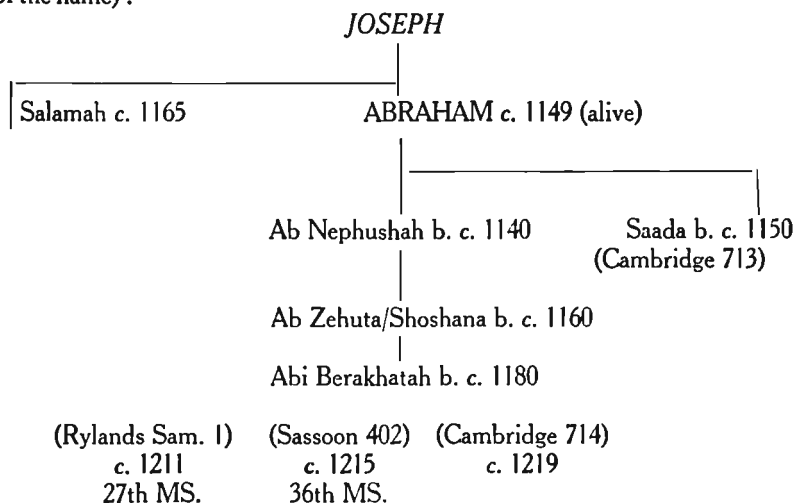 of the name).
JOSEPH
Salamah c. 1165 ABRAHAM c. 1149 (alive)
Ab Nephushah b. c. 1140 Saada b. c. 1150
(Cambridge 713)
Ab Zehuta/Shoshana b. c. 1160
Abi Berakhatah b. c. 1180
(Rylands Sam. I) (Sassoon 402) (Cambridge 714)
c. 1211 c. 1215 c. 1219
27th MS. 36th MS.